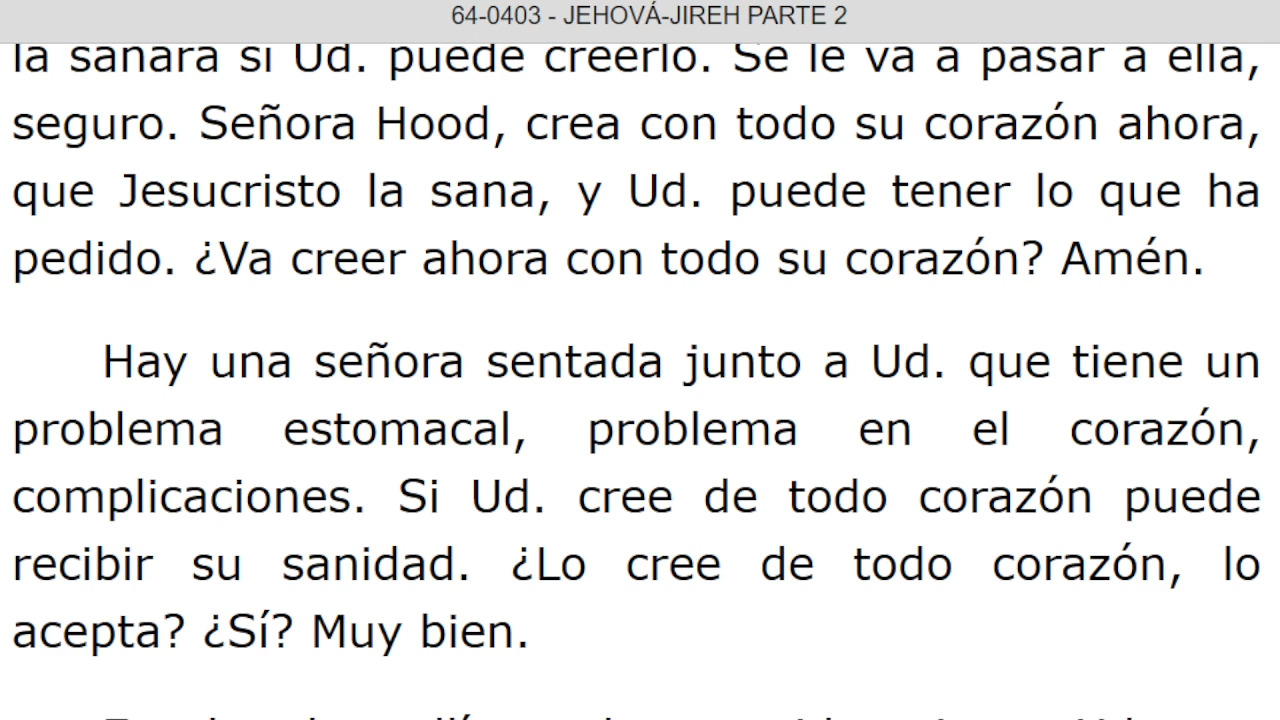 64-0403 - JEHOVÁ-JIREH PARTE 2
la sanará si Ud. puede creerlo. Se le va a pasar a ella,
seguro. Señora Hood, crea con todo su corazón ahora,
que Jesucristo la sana, y Ud. puede tener lo que ha
pedido. ¿Va creer ahora con todo su corazón? Amén.
Hay una señora sentada junto a Ud. que tiene un
problema estomacal, problema en el corazón,
complicaciones. Si Ud. cree de todo corazón puede
recibir su sanidad. ¿Lo cree de todo corazón, lo
acepta? ¿Sí? Muy bien.